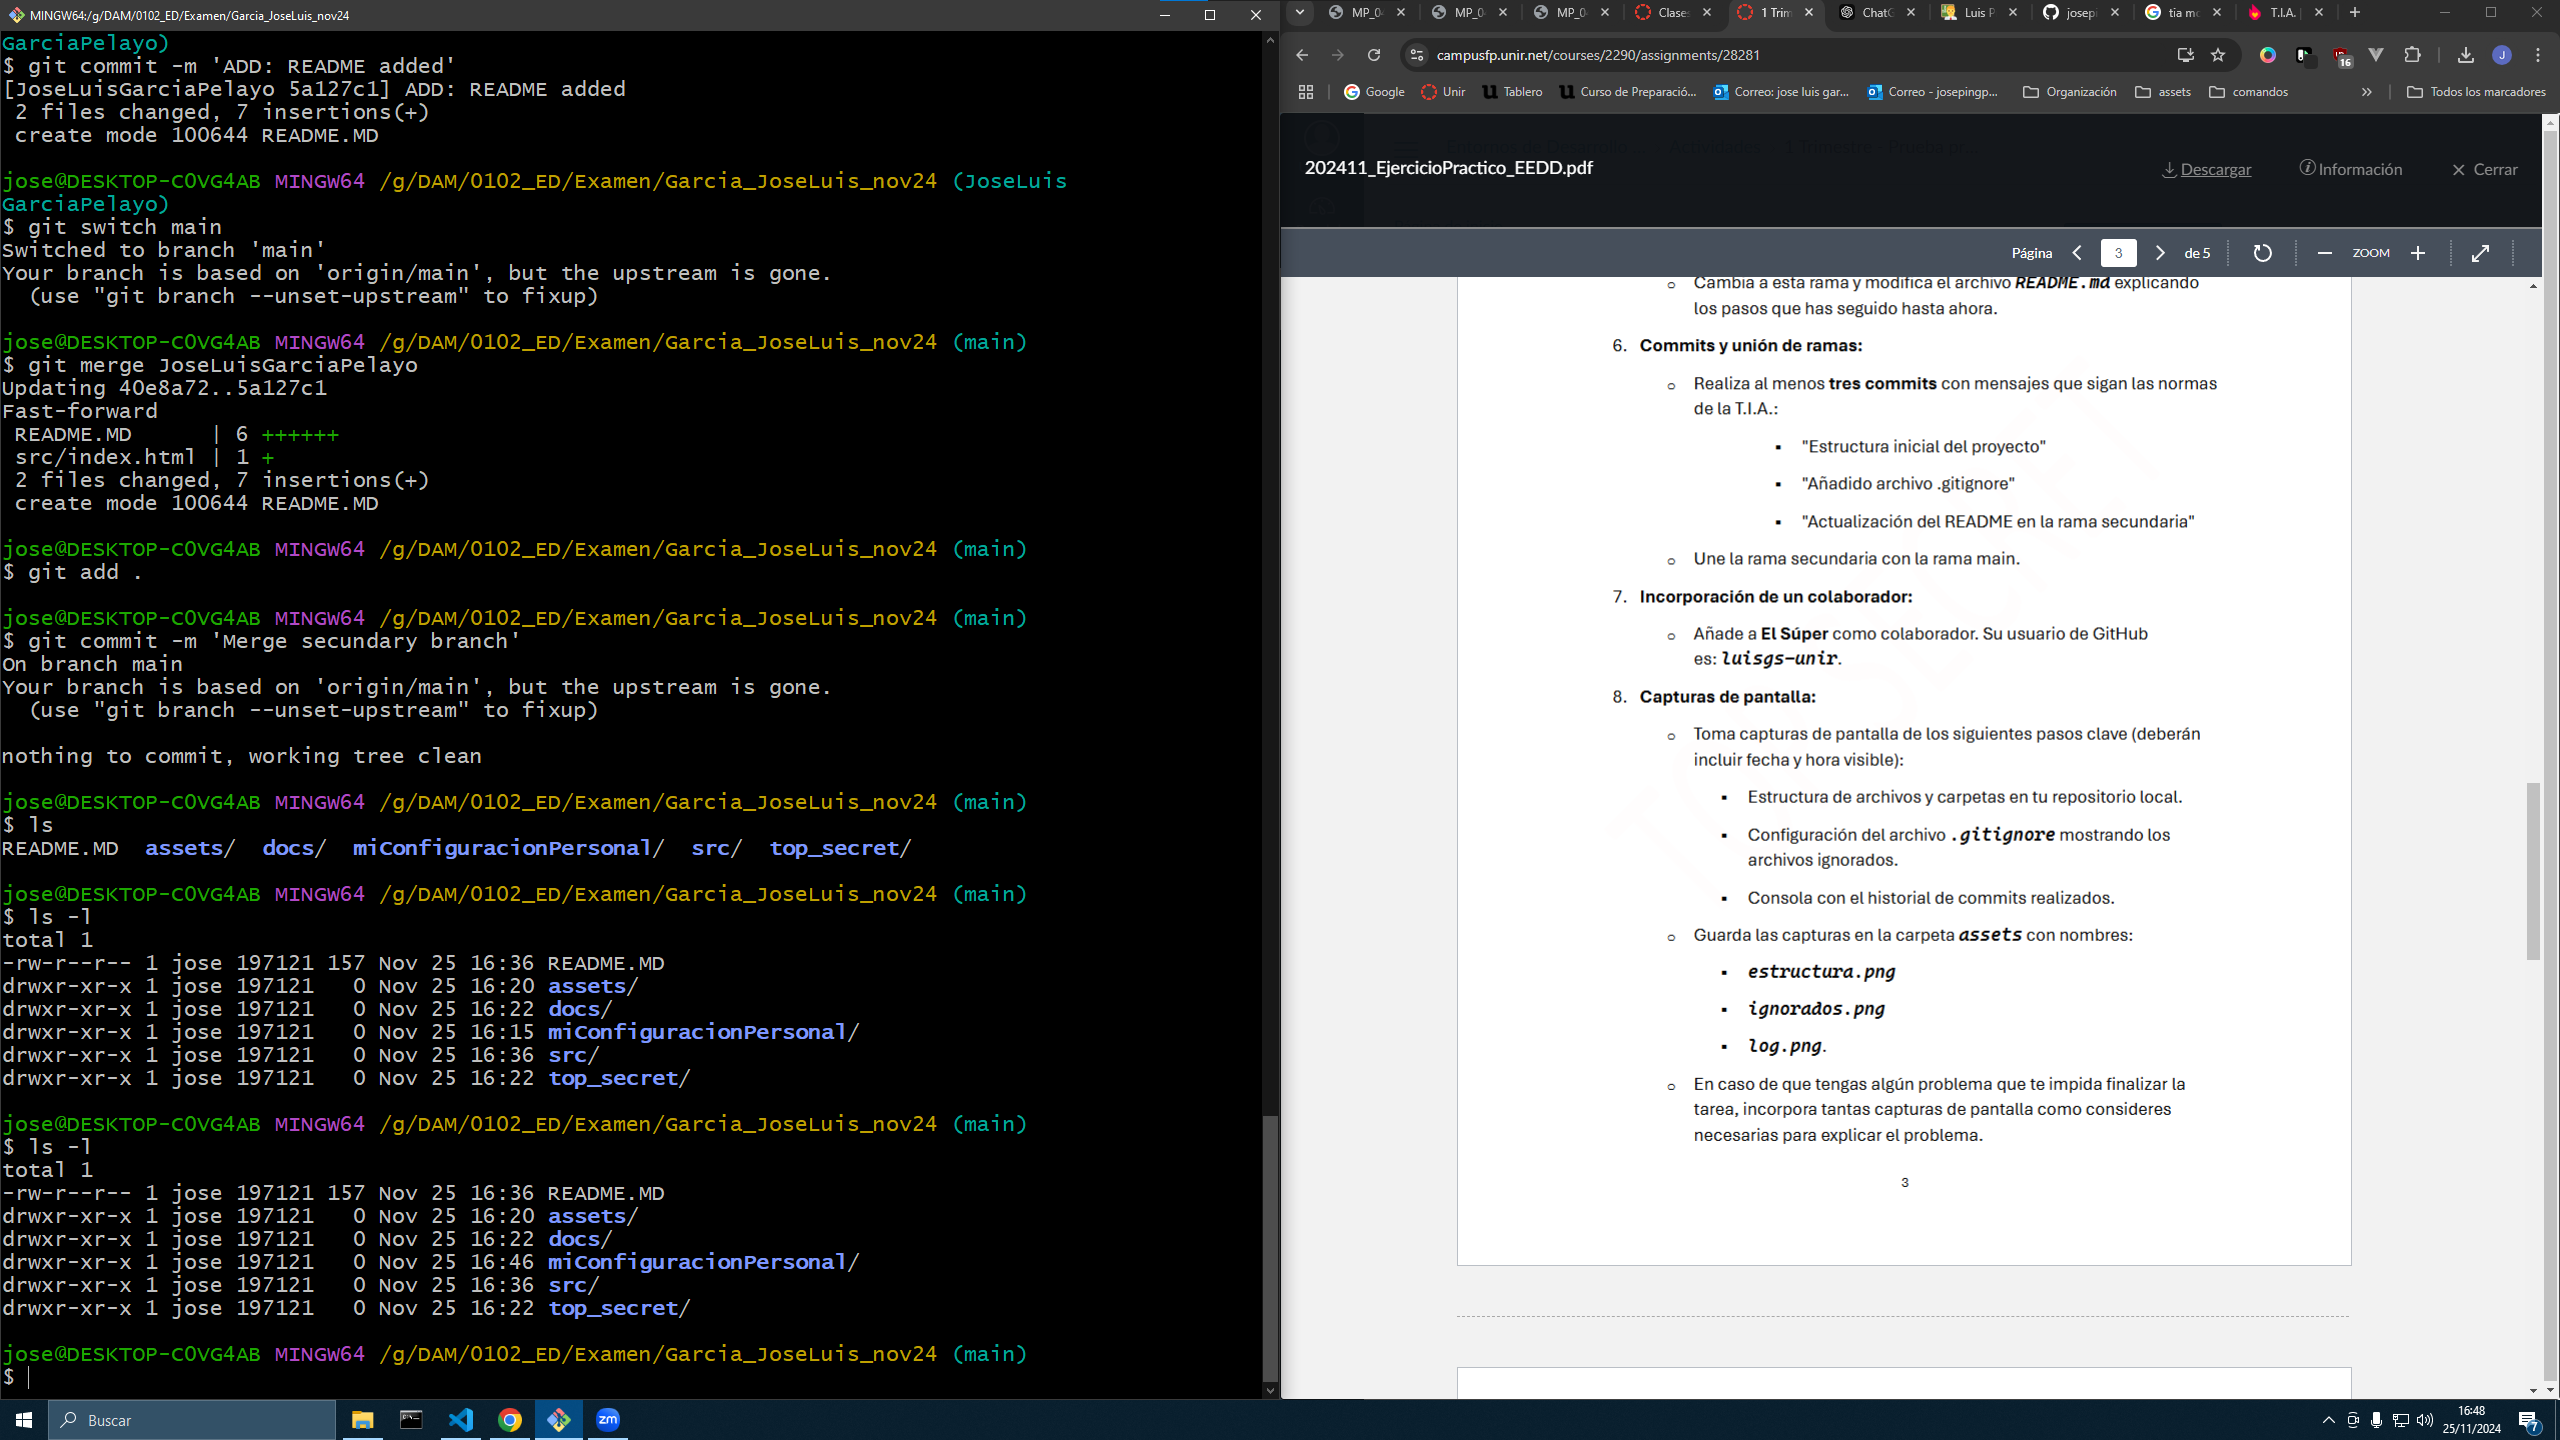 MINGW64:/g/DAM/0102_ED/Examen/Garcia_JoseLuis_nov24
GarciaPelayo)
$ git commit -m 'ADD: README added'
[JoseLuisGarciaPelayo 5a127c1] ADD: README added
 2 files changed, 7 insertions(+)
 create mode 100644 README.MD
jose@DESKTOP-C0VG4AB MINGW64 /g/DAM/0102_ED/Examen/Garcia_JoseLuis_nov24 (JoseLuis
GarciaPelayo)
$ git switch main
Switched to branch 'main'
Your branch is based on 'origin/main', but the upstream is gone.
  (use "git branch --unset-upstream" to fixup)
jose@DESKTOP-C0VG4AB MINGW64 /g/DAM/0102_ED/Examen/Garcia_JoseLuis_nov24 (main)
$ git merge JoseLuisGarciaPelayo
Updating 40e8a72..5a127c1
Fast-forward
 README.MD      | 6 ++++++
 src/index.html | 1 +
 2 files changed, 7 insertions(+)
 create mode 100644 README.MD
jose@DESKTOP-C0VG4AB MINGW64 /g/DAM/0102_ED/Examen/Garcia_JoseLuis_nov24 (main)
$ git add .
jose@DESKTOP-C0VG4AB MINGW64 /g/DAM/0102_ED/Examen/Garcia_JoseLuis_nov24 (main)
$ git commit -m 'Merge secundary branch'
On branch main
Your branch is based on 'origin/main', but the upstream is gone.
  (use "git branch --unset-upstream" to fixup)
nothing to commit, working tree clean
jose@DESKTOP-C0VG4AB MINGW64 /g/DAM/0102_ED/Examen/Garcia_JoseLuis_nov24 (main)
$ ls
README.MD  assets/  docs/  miConfiguracionPersonal/  src/  top_secret/
jose@DESKTOP-C0VG4AB MINGW64 /g/DAM/0102_ED/Examen/Garcia_JoseLuis_nov24 (main)
$ ls -l
total 1
-rw-r--r-- 1 jose 197121 157 Nov 25 16:36 README.MD
drwxr-xr-x 1 jose 197121   0 Nov 25 16:20 assets/
drwxr-xr-x 1 jose 197121   0 Nov 25 16:22 docs/
drwxr-xr-x 1 jose 197121   0 Nov 25 16:15 miConfiguracionPersonal/
drwxr-xr-x 1 jose 197121   0 Nov 25 16:36 src/
drwxr-xr-x 1 jose 197121   0 Nov 25 16:22 top_secret/
jose@DESKTOP-C0VG4AB MINGW64 /g/DAM/0102_ED/Examen/Garcia_JoseLuis_nov24 (main)
$ ls -l
total 1
-rw-r--r-- 1 jose 197121 157 Nov 25 16:36 README.MD
drwxr-xr-x 1 jose 197121   0 Nov 25 16:20 assets/
drwxr-xr-x 1 jose 197121   0 Nov 25 16:22 docs/
drwxr-xr-x 1 jose 197121   0 Nov 25 16:46 miConfiguracionPersonal/
drwxr-xr-x 1 jose 197121   0 Nov 25 16:36 src/
drwxr-xr-x 1 jose 197121   0 Nov 25 16:22 top_secret/
jose@DESKTOP-C0VG4AB MINGW64 /g/DAM/0102_ED/Examen/Garcia_JoseLuis_nov24 (main)
$
MP_0 MP_0 MP_0 Clase 1 Trim ChatG Luis P josepi tia mo T.I.A. |
campusfp.unir.net/courses/2290/assignments/28281
16 J
Google Unir Tablero Curso de Preparació... Correo: jose luis gar... Correo - josepingp... Organización assets comandos » Todos los marcadores
202411_EjercicioPractico_EEDD.pdf Descargar Información Cerrar
Página 3 de 5 ZOOM
Cambia a esta rama y modifica el archivo README.md explicando
los pasos que has seguido hasta ahora.
6. Commits y unión de ramas:
Realiza al menos tres commits con mensajes que sigan las normas
de la T.I.A.:
"Estructura inicial del proyecto"
"Añadido archivo .gitignore"
"Actualización del README en la rama secundaria"
Une la rama secundaria con la rama main.
7. Incorporación de un colaborador:
Añade a El Súper como colaborador. Su usuario de GitHub
es: luisgs-unir.
8. Capturas de pantalla:
Toma capturas de pantalla de los siguientes pasos clave (deberán
incluir fecha y hora visible):
Estructura de archivos y carpetas en tu repositorio local.
Configuración del archivo .gitignore mostrando los
archivos ignorados.
Consola con el historial de commits realizados.
Guarda las capturas en la carpeta assets con nombres:
estructura.png
ignorados.png
log.png.
En caso de que tengas algún problema que te impida finalizar la
tarea, incorpora tantas capturas de pantalla como consideres
necesarias para explicar el problema.
3
Buscar
zm
16:48
25/11/2024
7